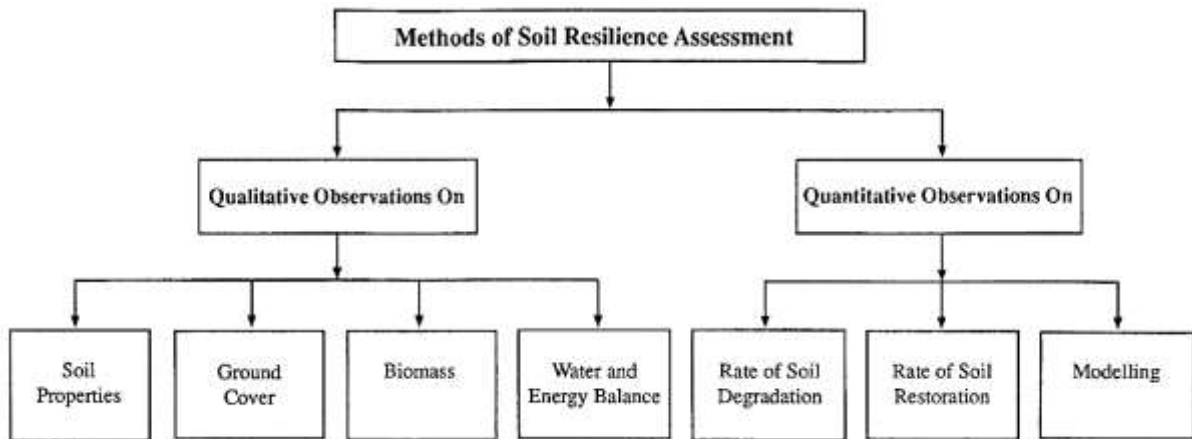 Methods of Soil Resilience Assessment
Qualitative Observations On
Quantitative Observations On
Soil
Properties
Ground
Cover
Biomass
Water and
Energy Balance
Rate of Soil
Degradation
Rate of Soil
Restoration
Modelling